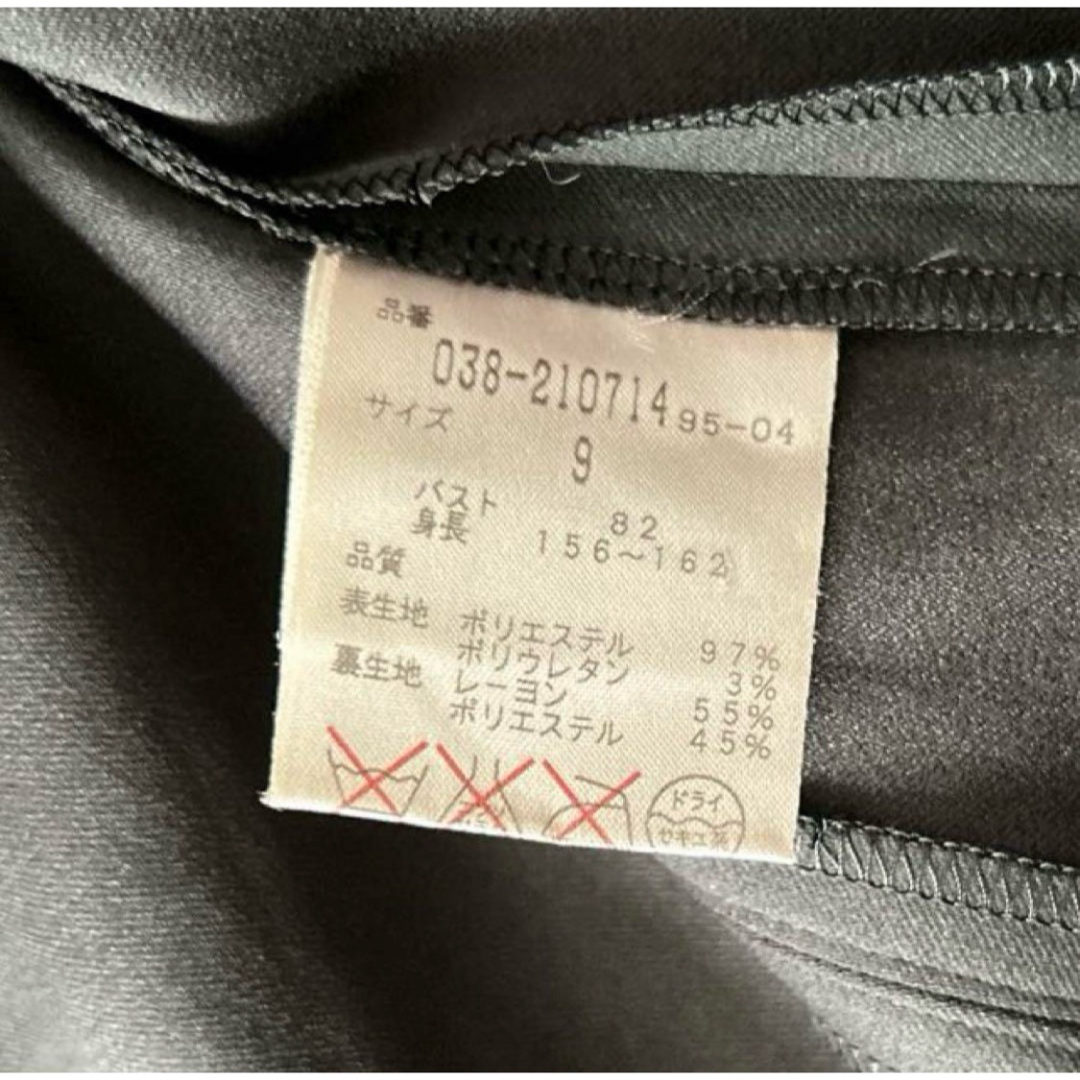 品番
038-210714 95-04
サイズ
9
バスト 82
身長 156〜162
品質
表生地 ポリエステル 97%
ポリウレタン 3%
裏生地 レーヨン 55%
ポリエステル 45%
ドライ
セキユ系